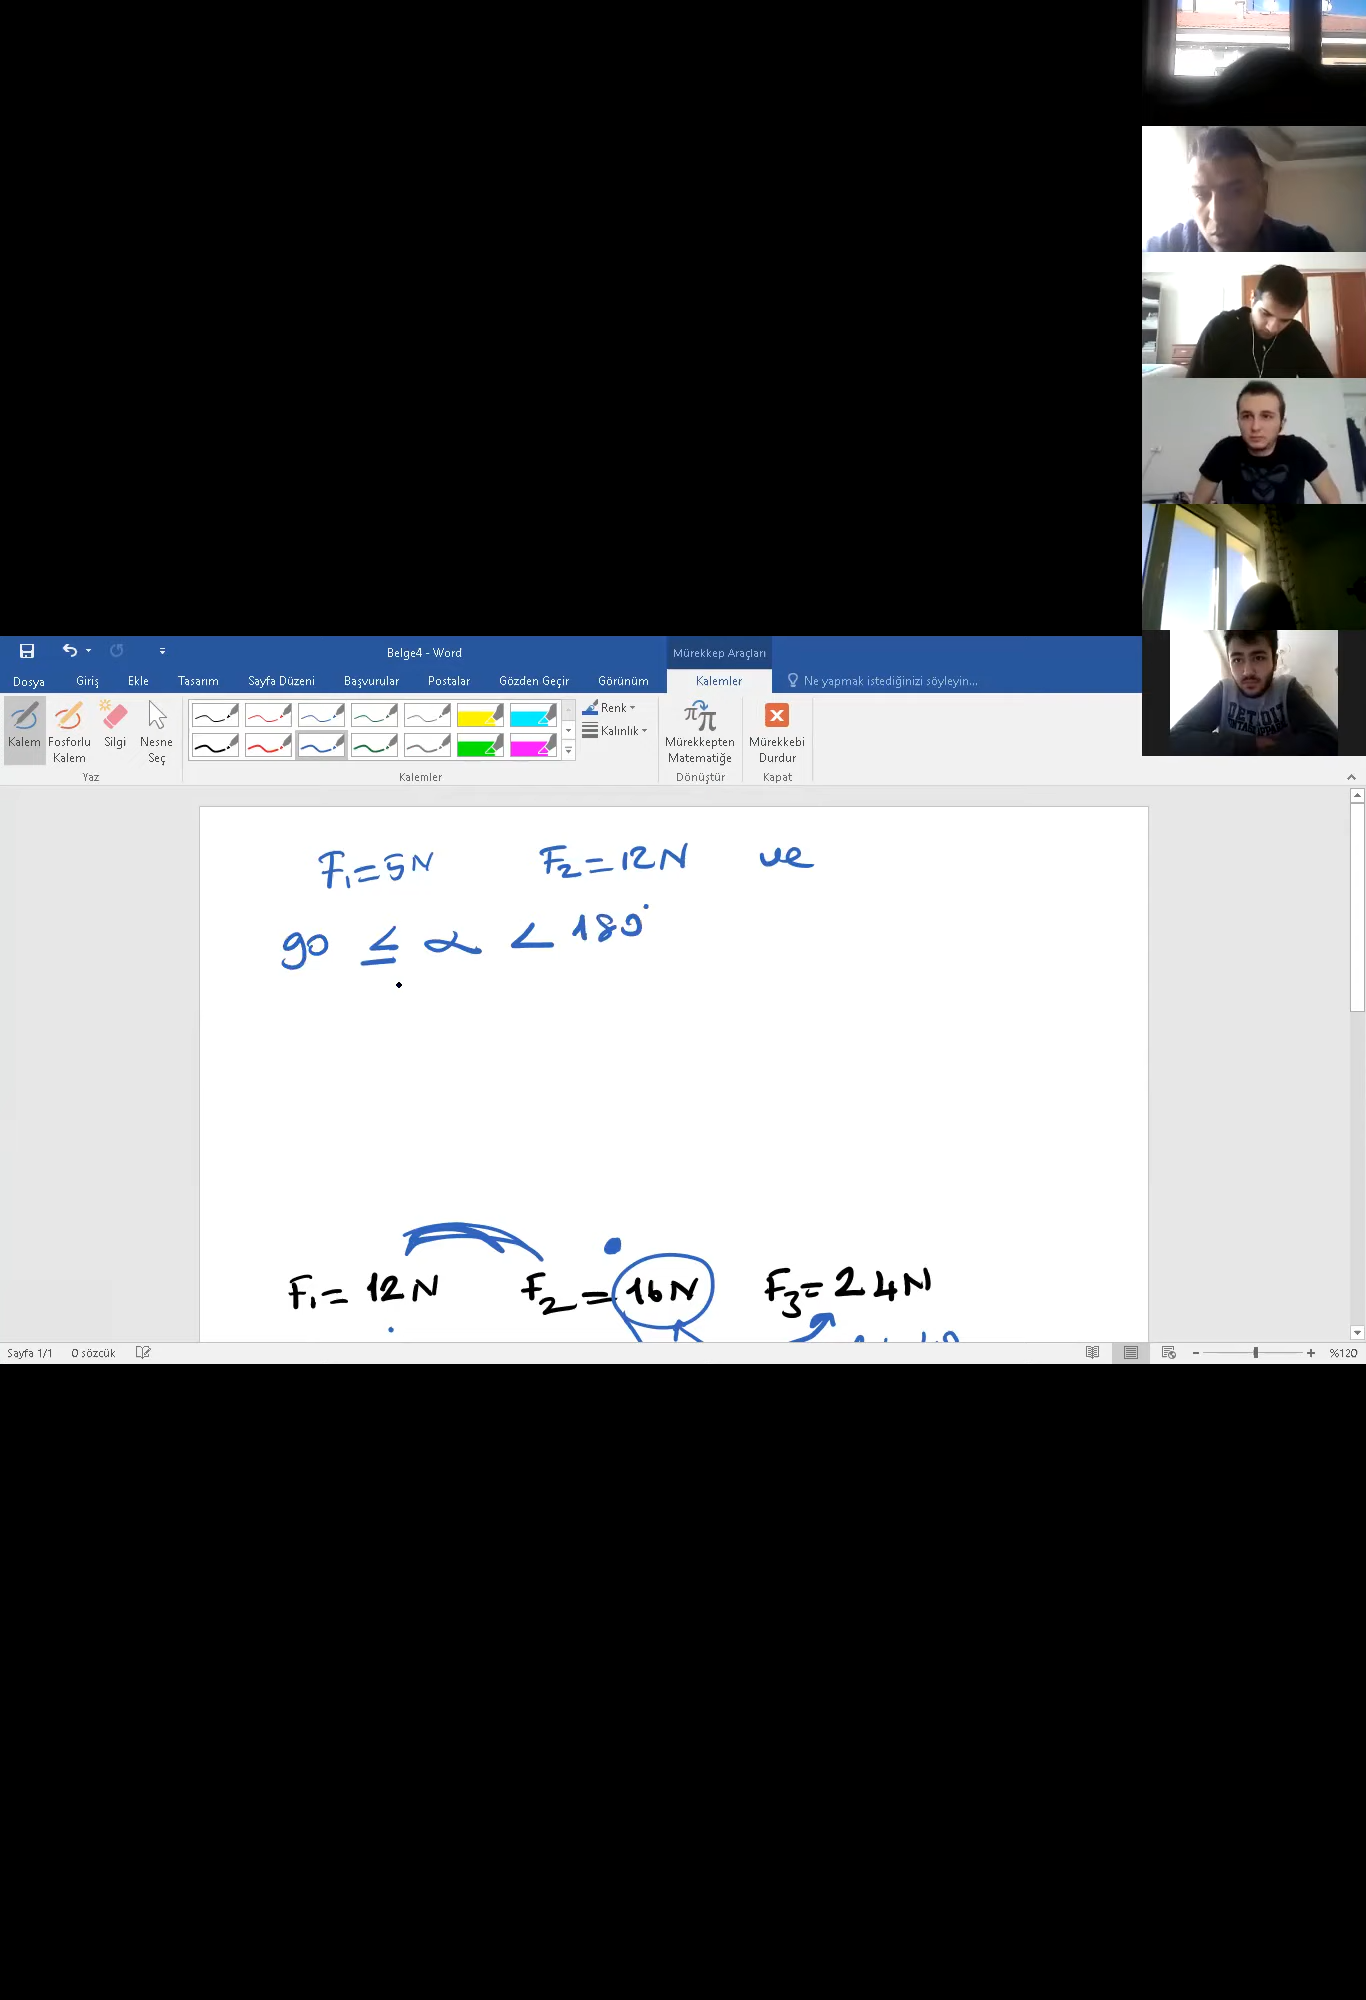 Belge4 - Word
Mürekkep Araçları
Dosya Giriş Ekle Tasarım Sayfa Düzeni Başvurular Postalar Gözden Geçir Görünüm Kalemler Ne yapmak istediğinizi söyleyin...
Kalem Fosforlu Kalem Silgi Nesne Seç
Renk
Kalınlık
Mürekkepten Matematiğe
Mürekkebi Durdur
Yaz Kalemler Dönüştür Kapat
DETROIT
F₁=5N F₂=12N ve
90 ≤ α < 180°
F₁= 12N F₂=16N F₃=24N
Sayfa 1/1 0 sözcük %120